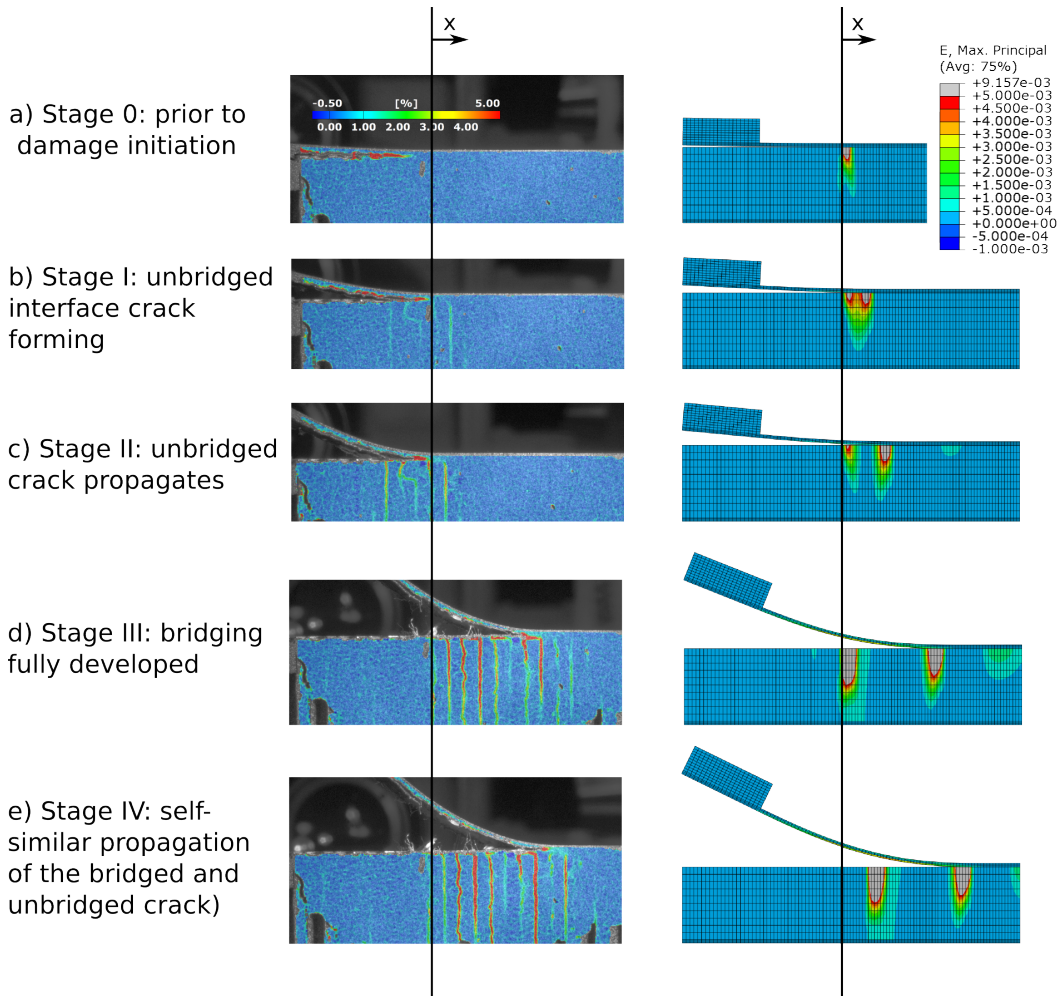 x
x
E, Max. Principal
(Avg: 75%)
+9.157e-03
+5.000e-03
+4.500e-03
+4.000e-03
+3.500e-03
+3.000e-03
+2.500e-03
+2.000e-03
+1.500e-03
+1.000e-03
+5.000e-04
+0.000e+00
-5.000e-04
-1.000e-03
a) Stage 0: prior to
damage initiation
-0.50 [%] 5.00
0.00 1.00 2.00 3.00 4.00
b) Stage I: unbridged
interface crack
forming
c) Stage II: unbridged
crack propagates
d) Stage III: bridging
fully developed
e) Stage IV: self-
similar propagation
of the bridged and
unbridged crack)